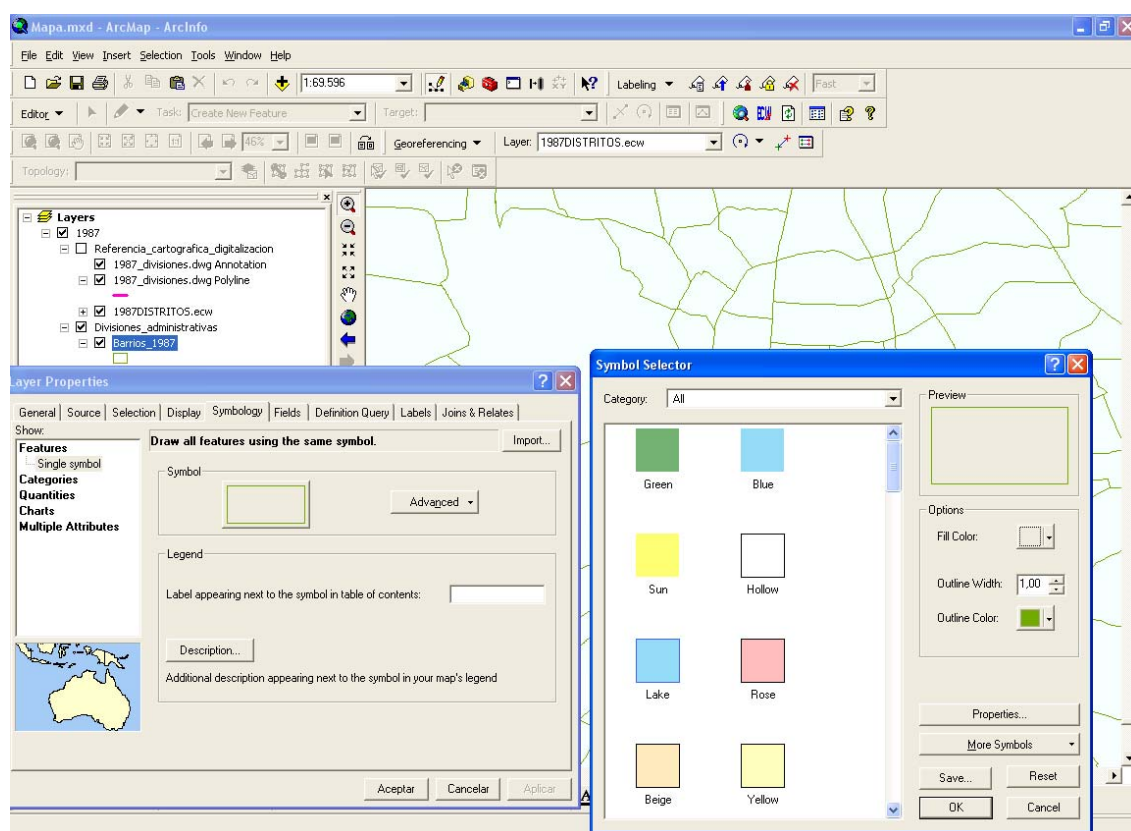 Mapa.mxd - ArcMap - ArcInfo
File Edit View Insert Selection Tools Window Help
1:69.596 Labeling Fast
Editor Task: Create New Feature Target:
46% Georeferencing Layer: 1987DISTRITOS.ecw
Topology:
Layers
1987
Referencia_cartografica_digitalizacion
1987_divisiones.dwg Annotation
1987_divisiones.dwg Polyline
1987DISTRITOS.ecw
Divisiones_administrativas
Barrios_1987
Layer Properties
General Source Selection Display Symbology Fields Definition Query Labels Joins & Relates
Show:
Features
Single symbol
Categories
Quantities
Charts
Multiple Attributes
Draw all features using the same symbol.
Import...
Symbol
Advanced
Legend
Label appearing next to the symbol in table of contents:
Description...
Additional description appearing next to the symbol in your map's legend
Aceptar Cancelar Aplicar
Symbol Selector
Category: All
Green Blue
Sun Hollow
Lake Rose
Beige Yellow
Preview
Options
Fill Color:
Outline Width: 1,00
Outline Color:
Properties...
More Symbols
Save... Reset
OK Cancel